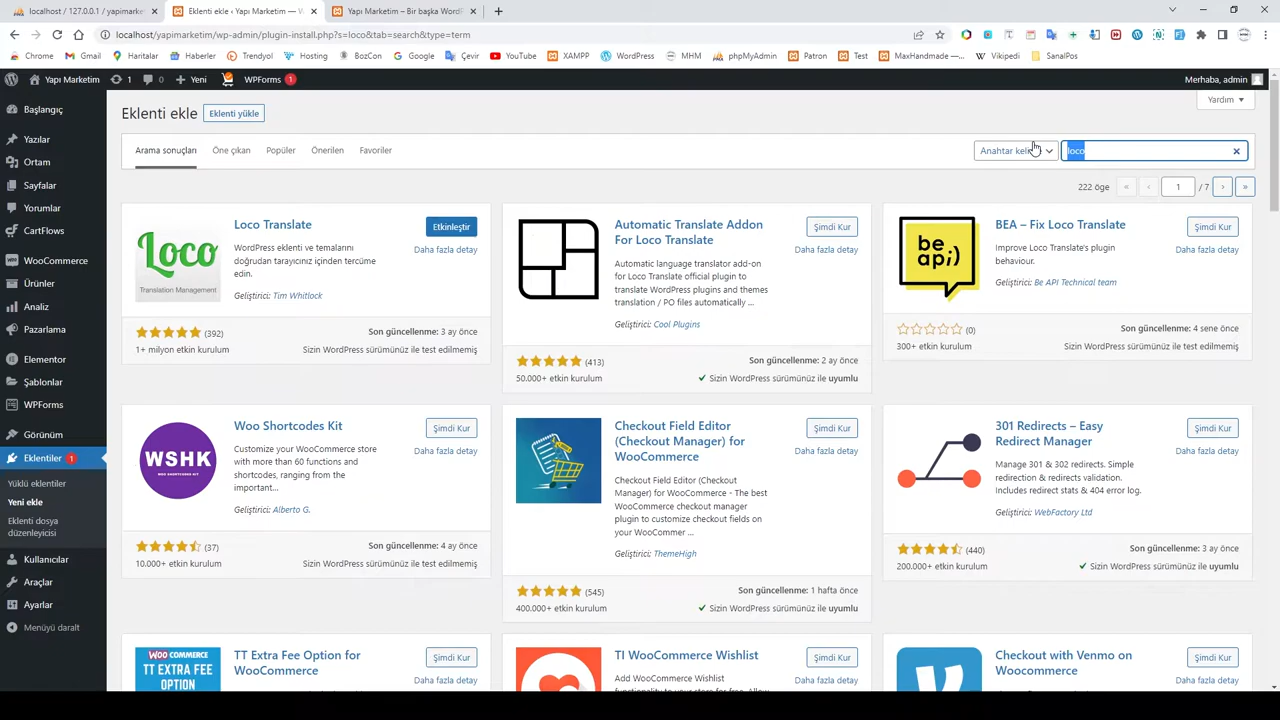 localhost / 127.0.0.1 / yapimarket
Eklenti ekle ‹ Yapı Marketim — W
Yapı Marketim – Bir başka WordP
localhost/yapimarketim/wp-admin/plugin-install.php?s=loco&tab=search&type=term
Chrome Gmail Haritalar Trendyol Hosting BozCon Google Çevir YouTube XAMPP WordPress MHM phpMyAdmin Patron Test MaxHandmade —... Vikipedi SanalPos
Yapı Marketim 1 0 Yeni WPForms 1 Merhaba, admin
Başlangıç
Yazılar
Ortam
Sayfalar
Yorumlar
CartFlows
WooCommerce
Ürünler
Analiz
Pazarlama
Elementor
Şablonlar
WPForms
Görünüm
Eklentiler 1
Yüklü eklentiler
Yeni ekle
Eklenti dosya
düzenleyicisi
Kullanıcılar
Araçlar
Ayarlar
Menüyü daralt
Yardım
Eklenti ekle Eklenti yükle
Arama sonuçları Öne çıkan Popüler Önerilen Favoriler
loco
222 öge « ‹ 1 / 7 › »
Loco
Translation Management
Loco Translate
Etkinleştir
Daha fazla detay
WordPress eklenti ve temalarını
doğrudan tarayıcınız içinden tercüme
edin.
Geliştirici: Tim Whitlock
(392)
1+ milyon etkin kurulum
Son güncellenme: 3 ay önce
Sizin WordPress sürümünüz ile test edilmemiş
Automatic Translate Addon
For Loco Translate
Şimdi Kur
Daha fazla detay
Automatic language translator add-on
for Loco Translate official plugin to
translate WordPress plugins and themes
translation / PO files automatically ...
Geliştirici: Cool Plugins
(413)
50.000+ etkin kurulum
Son güncellenme: 2 ay önce
Sizin WordPress sürümünüz ile uyumlu
be
api;)
BEA – Fix Loco Translate
Şimdi Kur
Daha fazla detay
Improve Loco Translate's plugin
behaviour.
Geliştirici: Be API Technical team
(0)
300+ etkin kurulum
Son güncellenme: 4 sene önce
Sizin WordPress sürümünüz ile test edilmemiş
WSHK
Woo Shortcodes Kit
Şimdi Kur
Daha fazla detay
Customize your WooCommerce store
with more than 60 functions and
shortcodes, ranging from the
important...
Geliştirici: Alberto G.
(37)
10.000+ etkin kurulum
Son güncellenme: 4 ay önce
Sizin WordPress sürümünüz ile test edilmemiş
Checkout Field Editor
(Checkout Manager) for
WooCommerce
Şimdi Kur
Daha fazla detay
Checkout Field Editor (Checkout
Manager) for WooCommerce - The best
WooCommerce checkout manager
plugin to customize checkout fields on
your WooCommer ...
Geliştirici: ThemeHigh
(545)
400.000+ etkin kurulum
Son güncellenme: 1 hafta önce
Sizin WordPress sürümünüz ile uyumlu
301 Redirects – Easy
Redirect Manager
Şimdi Kur
Daha fazla detay
Manage 301 & 302 redirects. Simple
redirection & redirects validation.
Includes redirect stats & 404 error log.
Geliştirici: WebFactory Ltd
(440)
200.000+ etkin kurulum
Son güncellenme: 3 ay önce
Sizin WordPress sürümünüz ile uyumlu
WOO COMMERCE
TT EXTRA FEE
OPTION
TT Extra Fee Option for
WooCommerce
Şimdi Kur
Daha fazla detay
TI WooCommerce Wishlist
Şimdi Kur
Daha fazla detay
Add WooCommerce Wishlist
Checkout with Venmo on
Woocommerce
Şimdi Kur
Daha fazla detay